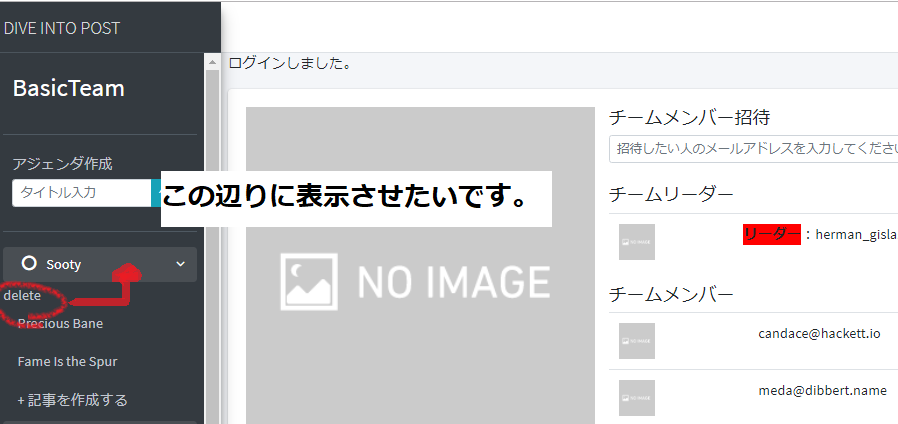 DIVE INTO POST
ログインしました。
BasicTeam
アジェンダ作成
タイトル入力
この辺りに表示させたいです。
Sooty
delete
Precious Bane
Fame Is the Spur
+ 記事を作成する
NO IMAGE
チームメンバー招待
招待したい人のメールアドレスを入力してくださ
チームリーダー
NO IMAGE
リーダー：herman_gisla
チームメンバー
NO IMAGE
candace@hackett.io
NO IMAGE
meda@dibbert.name